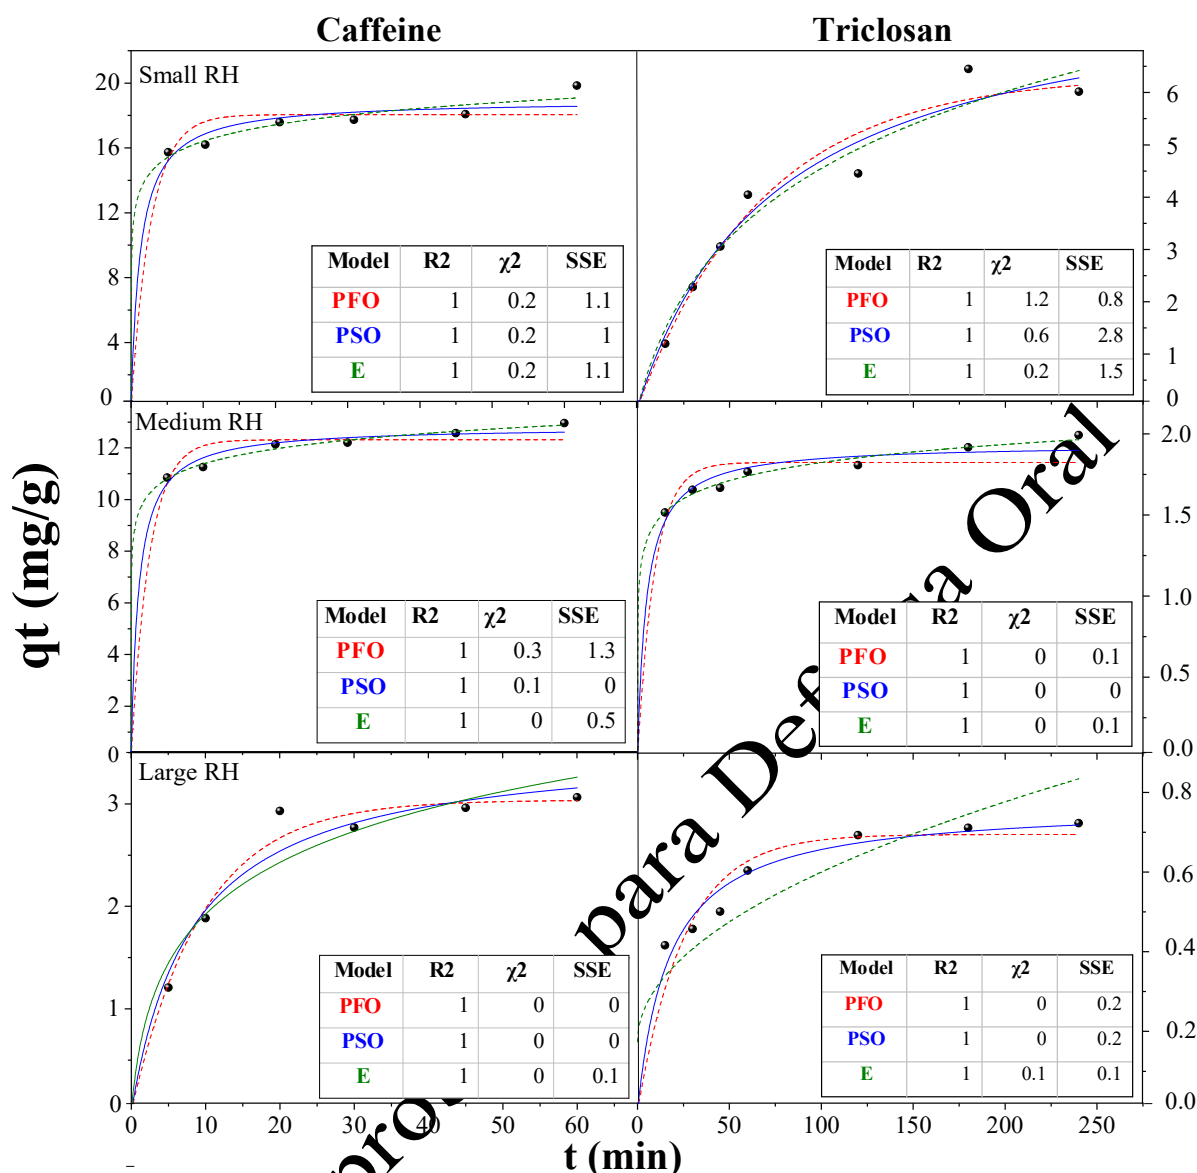 Caffeine Triclosan
Small RH
20
16
12
8
4
0
Model R2 χ2 SSE
PFO 1 0.2 1.1
PSO 1 0.2 1
E 1 0.2 1.1
6
5
4
3
2
1
0
Model R2 χ2 SSE
PFO 1 1.2 0.8
PSO 1 0.6 2.8
E 1 0.2 1.5
Medium RH
12
10
8
6
4
2
0
Model R2 χ2 SSE
PFO 1 0.3 1.3
PSO 1 0.1 0
E 1 0 0.5
2.0
1.5
1.0
0.5
0.0
Model R2 χ2 SSE
PFO 1 0 0.1
PSO 1 0 0
E 1 0 0.1
qt (mg/g)
Large RH
3
2
1
0
Model R2 χ2 SSE
PFO 1 0 0
PSO 1 0 0
E 1 0 0.1
0.8
0.6
0.4
0.2
0.0
Model R2 χ2 SSE
PFO 1 0 0.2
PSO 1 0 0.2
E 1 0.1 0.1
0 10 20 30 40 50 60 0 50 100 150 200 250
t (min)
para Oral